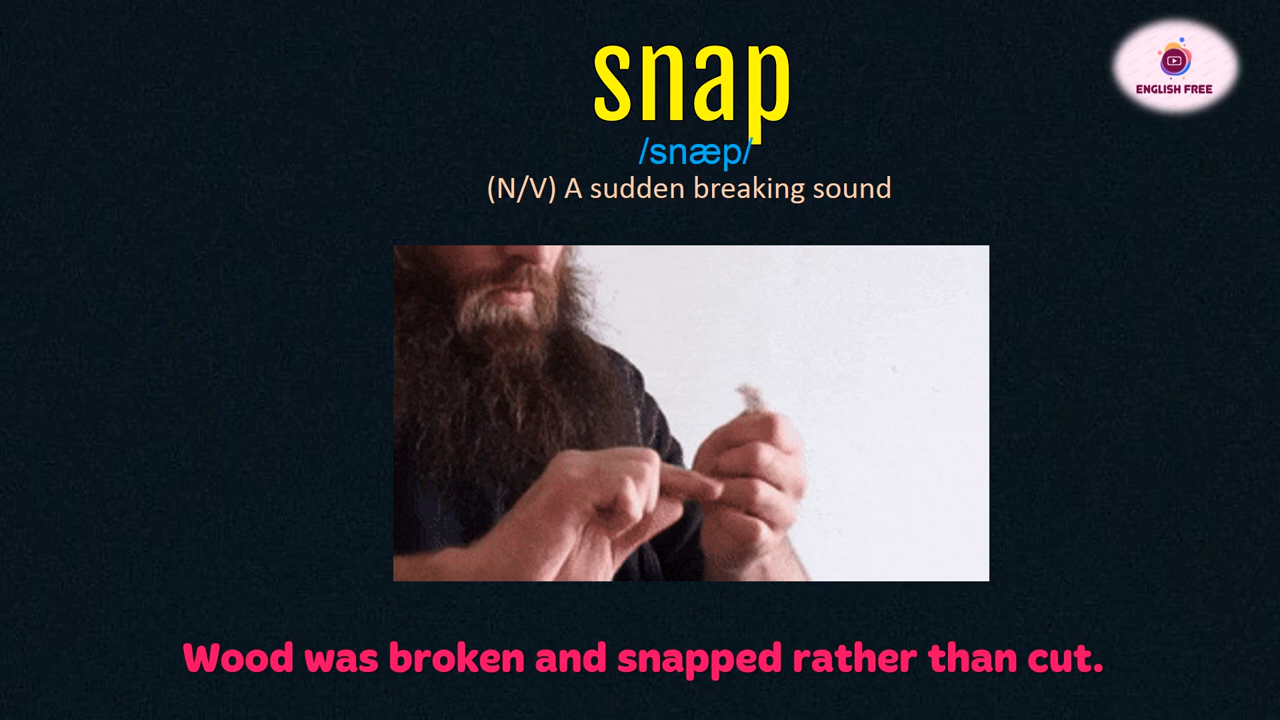 snap
/snæp/
(N/V) A sudden breaking sound
ENGLISH FREE
Wood was broken and snapped rather than cut.